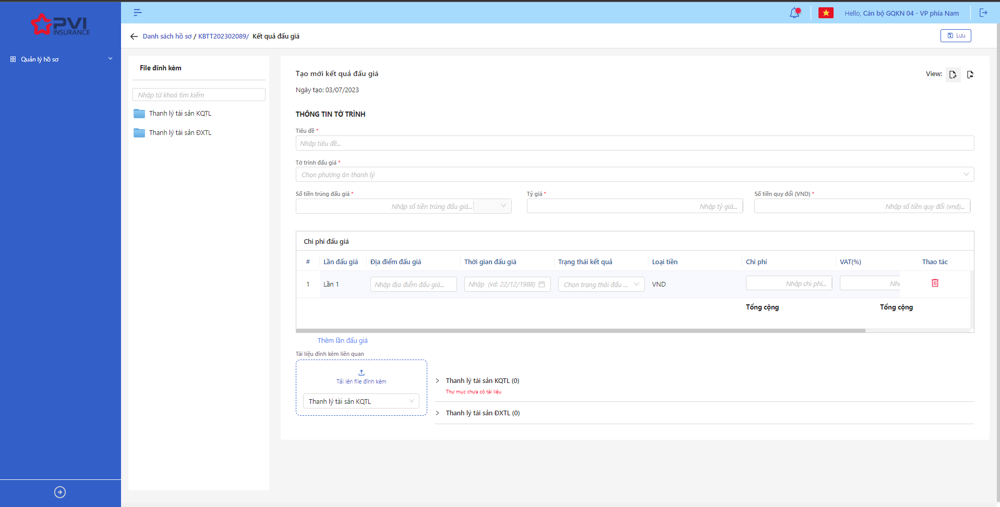 PVI
INSURANCE
Quản lý hồ sơ
Hello, Cán bộ GQKN 04 - VP phía Nam
Danh sách hồ sơ / KBTT202302089/ Kết quả đấu giá
Lưu
File đính kèm
Nhập từ khoá tìm kiếm
Thanh lý tài sản KQTL
Thanh lý tài sản ĐXTL
Tạo mới kết quả đấu giá
View:
Ngày tạo: 03/07/2023
THÔNG TIN TỜ TRÌNH
Tiêu đề *
Nhập tiêu đề...
Tờ trình đấu giá *
Chọn phương án thanh lý
Số tiền trúng đấu giá * Tỷ giá * Số tiền quy đổi (VND) *
Nhập số tiền trúng đấu giá... Nhập tỷ giá... Nhập số tiền quy đổi (vnd)...
Chi phí đấu giá
# Lần đấu giá Địa điểm đấu giá Thời gian đấu giá Trạng thái kết quả Loại tiền Chi phí VAT(%) Thao tác
1 Lần 1 Nhập địa điểm đấu giá... Nhập (vd: 22/12/1988) Chọn trạng thái đấu ... VND Nhập chi phí...
Tổng cộng Tổng cộng
Thêm lần đấu giá
Tài liệu đính kèm liên quan
Tải lên file đính kèm
Thanh lý tài sản KQTL
Thanh lý tài sản KQTL (0)
Thư mục chưa có tài liệu
Thanh lý tài sản ĐXTL (0)